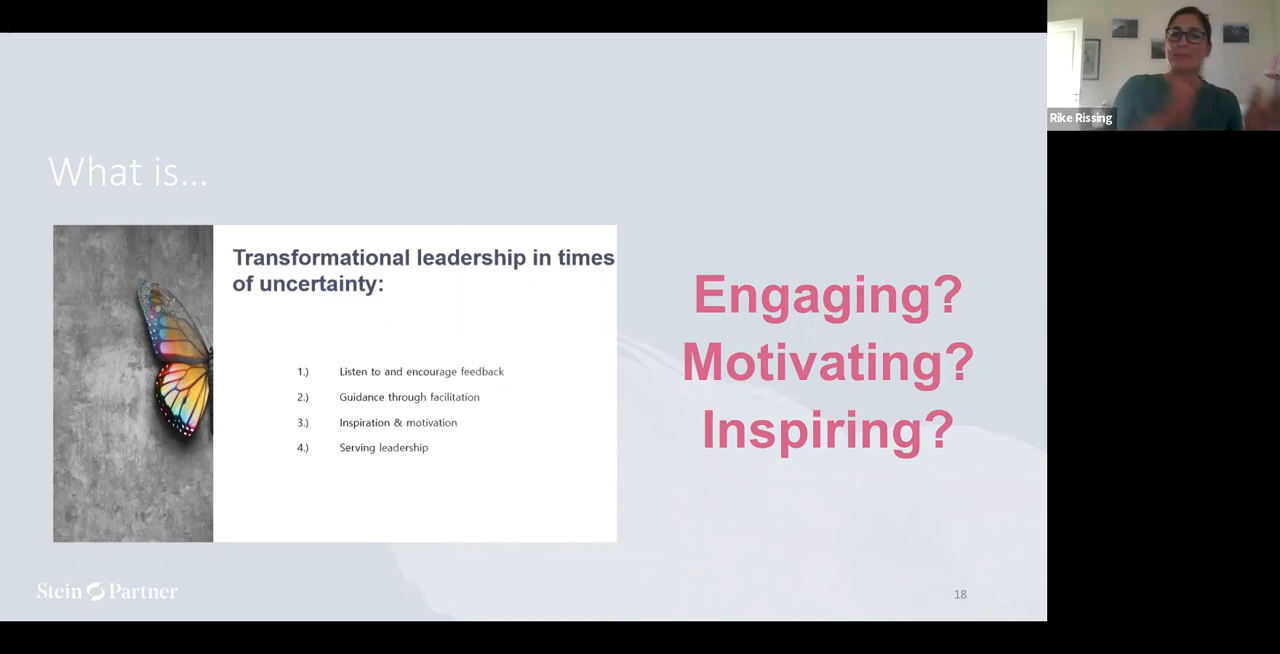 Rike Rissing
What is...
Transformational leadership in times
of uncertainty:
1.) Listen to and encourage feedback
2.) Guidance through facilitation
3.) Inspiration & motivation
4.) Serving leadership
Engaging?
Motivating?
Inspiring?
Stein Partner
18